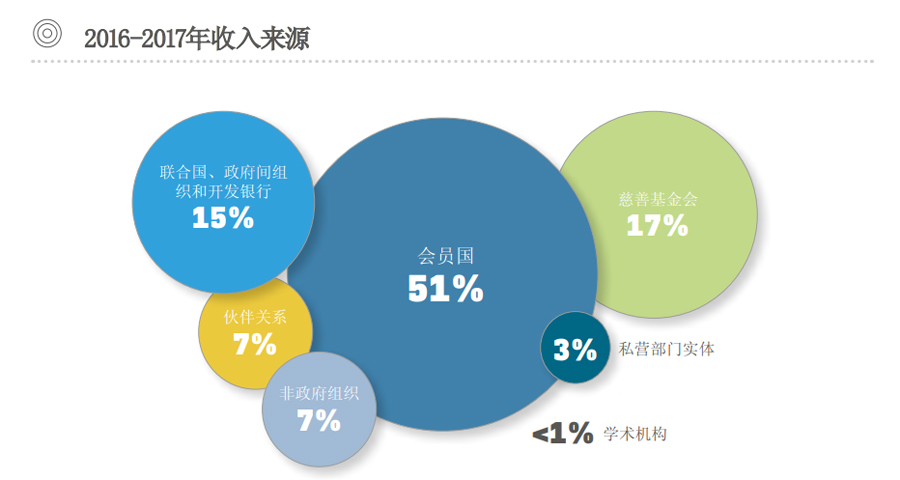 2016-2017年收入来源
联合国、政府间组
织和开发银行
15%
慈善基金会
17%
会员国
51%
伙伴关系
7%
3% 私营部门实体
非政府组织
7%
<1% 学术机构